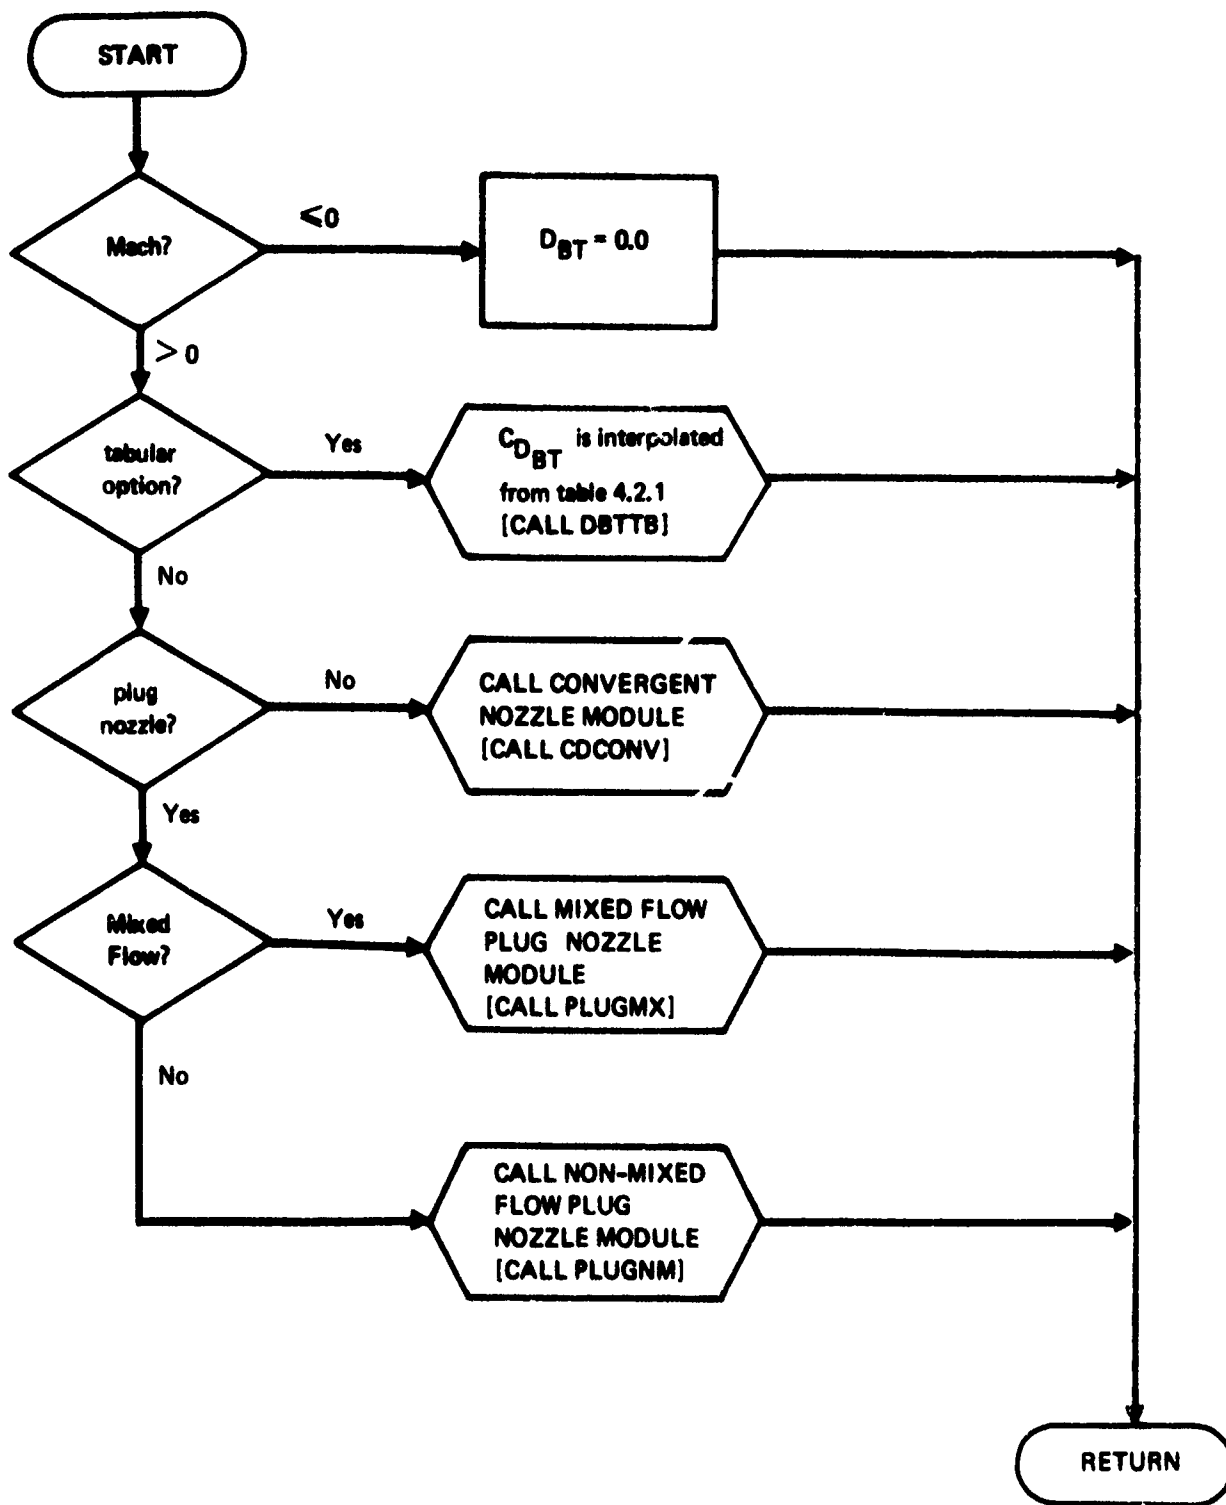 START
Mach?
≤0
D_BT = 0.0
> 0
tabular
option?
Yes
C_D_BT is interpolated
from table 4.2.1
[CALL DBTTB]
No
plug
nozzle?
No
CALL CONVERGENT
NOZZLE MODULE
[CALL CDCONV]
Yes
Mixed
Flow?
Yes
CALL MIXED FLOW
PLUG NOZZLE
MODULE
[CALL PLUGMX]
No
CALL NON-MIXED
FLOW PLUG
NOZZLE MODULE
[CALL PLUGNM]
RETURN